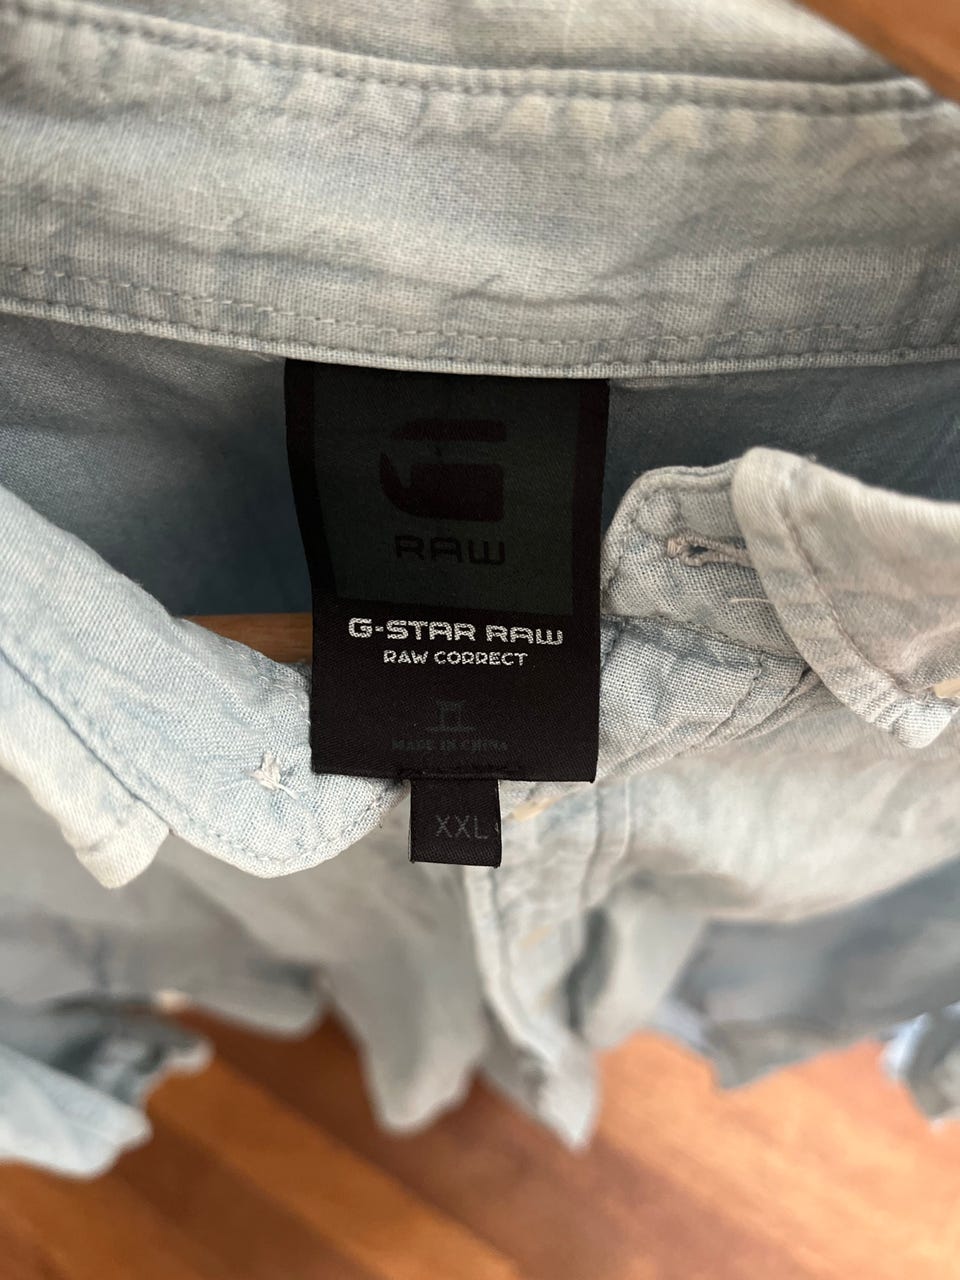 RAW
G-STAR RAW
RAW CORRECT
MADE IN CHINA
XXL